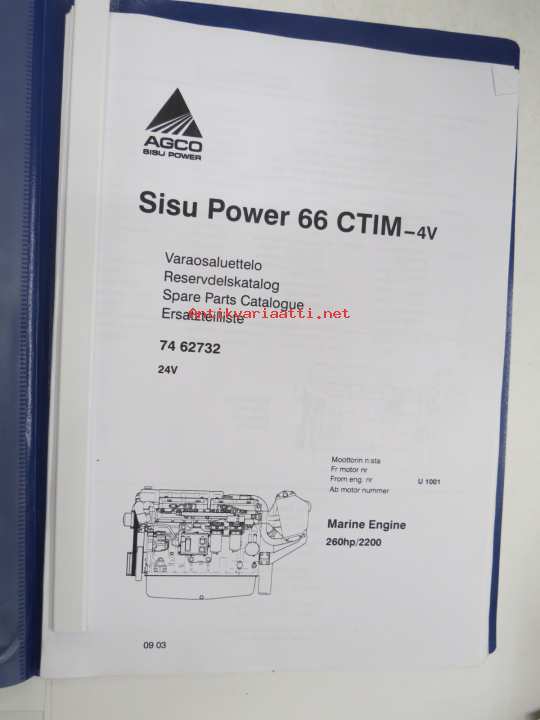 AGCO
SISU POWER
Sisu Power 66 CTIM-4V
Varaosaluettelo
Reservdelskatalog
Spare Parts Catalogue
Antikvariaatti.net
Ersatzteilliste
74 62732
24V
Moottorin n:sta
Fr motor nr
From eng. nr U 1001
Ab motor nummer
Marine Engine
260hp/2200
09 03